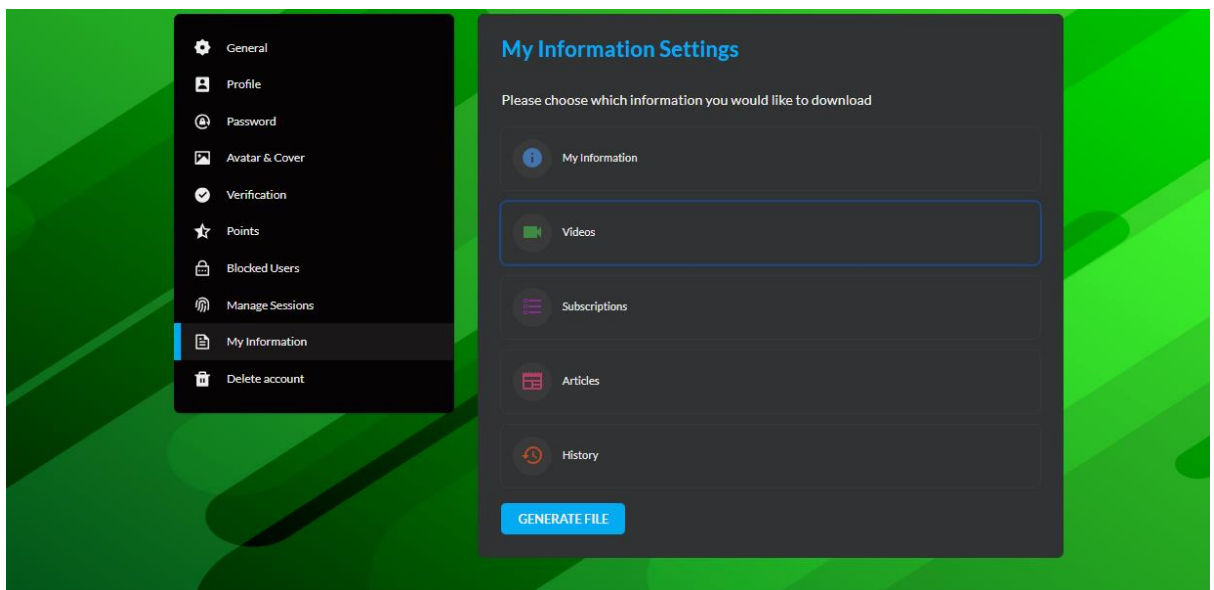 General
Profile
Password
Avatar & Cover
Verification
Points
Blocked Users
Manage Sessions
My Information
Delete account
My Information Settings
Please choose which information you would like to download
My Information
Videos
Subscriptions
Articles
History
GENERATE FILE